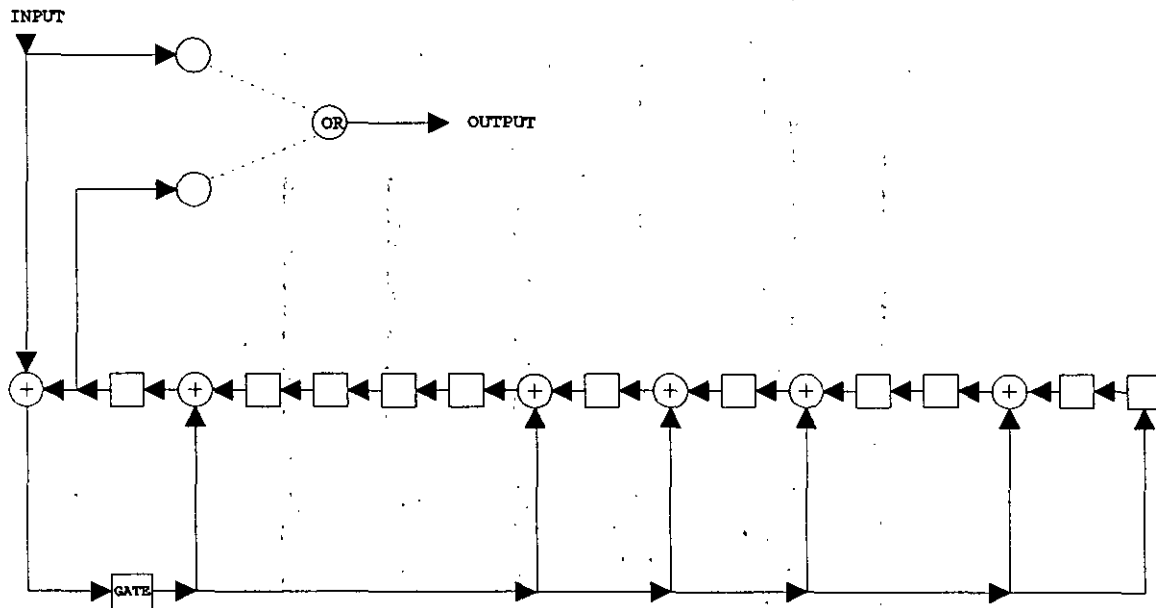 INPUT
OR
OUTPUT
+ + + + + +
GATE